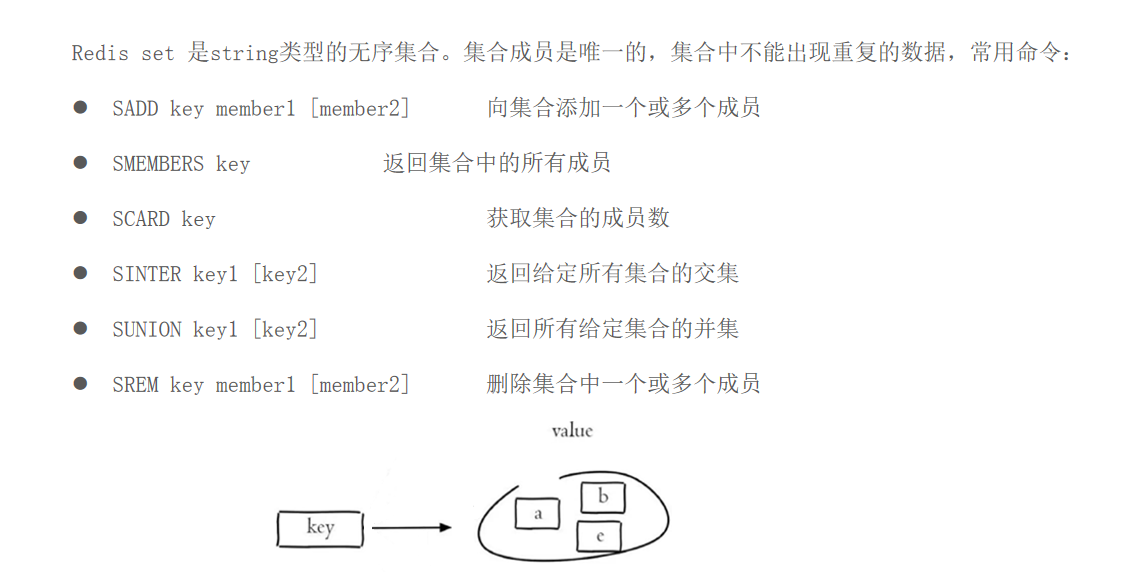 Redis set 是string类型的无序集合。集合成员是唯一的，集合中不能出现重复的数据，常用命令：
● SADD key member1 [member2] 向集合添加一个或多个成员
● SMEMBERS key 返回集合中的所有成员
● SCARD key 获取集合的成员数
● SINTER key1 [key2] 返回给定所有集合的交集
● SUNION key1 [key2] 返回所有给定集合的并集
● SREM key member1 [member2] 删除集合中一个或多个成员
value
key
a
b
e